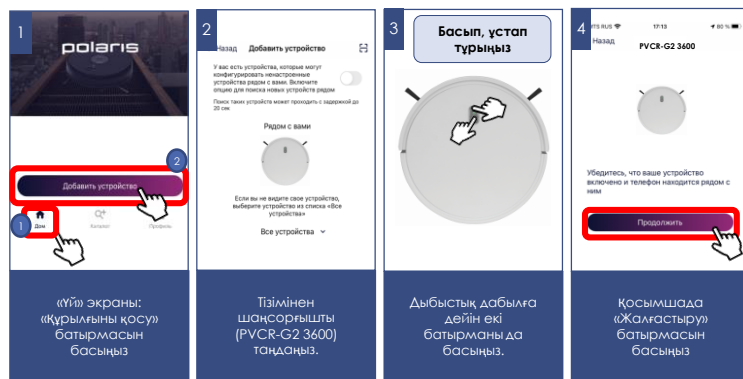 1
polaris
2
Добавить устройство
1
Дом
Каталог
Профиль
«Үй» экраны:
«Құрылғыны қосу»
батырмасын
басыңыз
2
Назад Добавить устройство
У вас есть устройства, которые могут
конфигурировать ненастроенные
устройства рядом с вами. Включите
опцию для поиска новых устройств рядом
Поиск таких устройств может проходить с задержкой до
20 сек
Рядом с вами
Если вы не видите свое устройство,
выберите устройство из списка «Все
устройства»
Все устройства
Тізімінен
шаңсорғышты
(PVCR-G2 3600)
таңдаңыз.
3
Басып, ұстап
тұрыңыз
Дыбыстық дабылға
дейін екі
батырманы да
басыңыз.
4
MTS RUS 17:13 80 %
Назад
PVCR-G2 3600
Убедитесь, что ваше устройство
включено и телефон находится рядом с
ним
Продолжить
Қосымшада
«Жалғастыру»
батырмасын
басыңыз